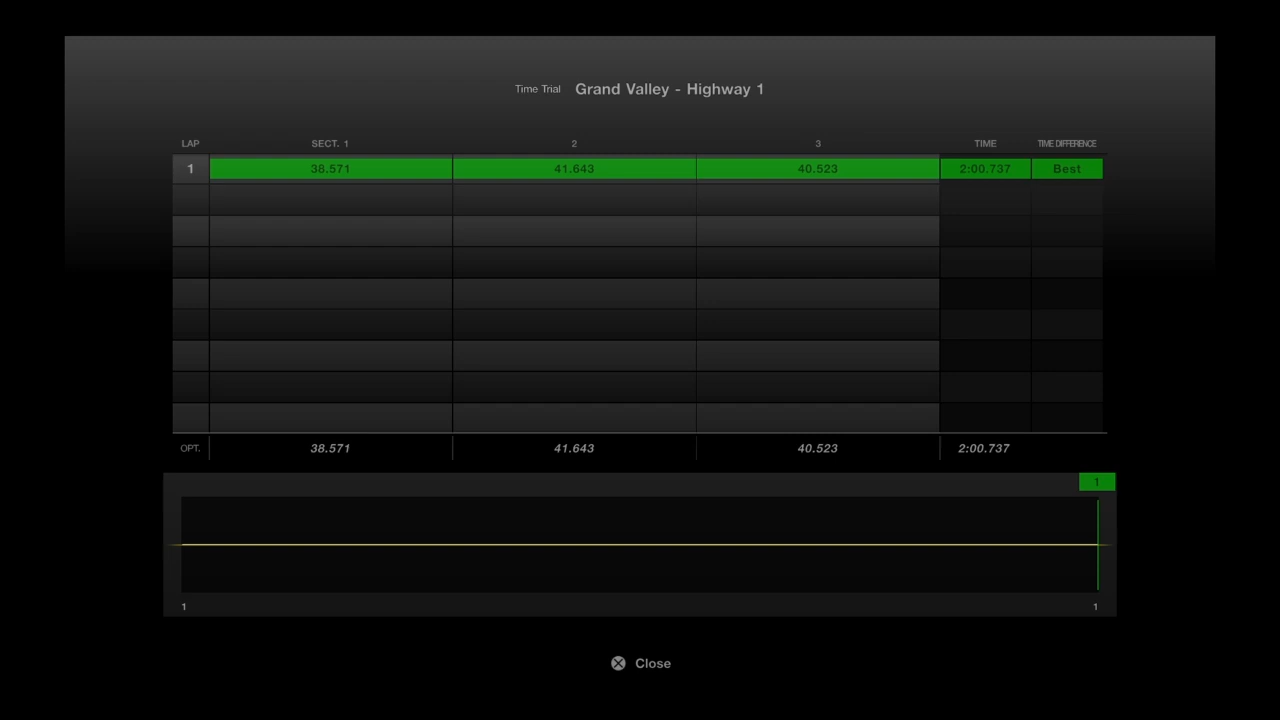 Time Trial Grand Valley - Highway 1
LAP SECT. 1 2 3 TIME TIME DIFFERENCE
1 38.571 41.643 40.523 2:00.737 Best
OPT. 38.571 41.643 40.523 2:00.737
1
1 1
Close